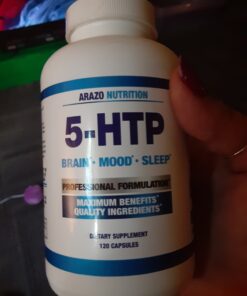 ARAZO NUTRITION
5-HTP
BRAIN • MOOD • SLEEP
PROFESSIONAL FORMULATION
MAXIMUM BENEFITS
QUALITY INGREDIENTS
DIETARY SUPPLEMENT
120 CAPSULES